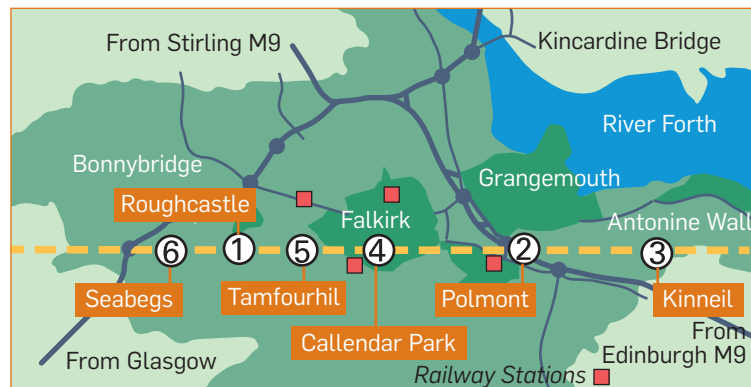 From Stirling M9
Kincardine Bridge
River Forth
Bonnybridge
Grangemouth
Roughcastle
Falkirk
Antonine Wall
6
1
5
4
2
3
Seabegs
Tamfourhil
Polmont
Kinneil
Callendar Park
From Glasgow
From
Edinburgh M9
Railway Stations